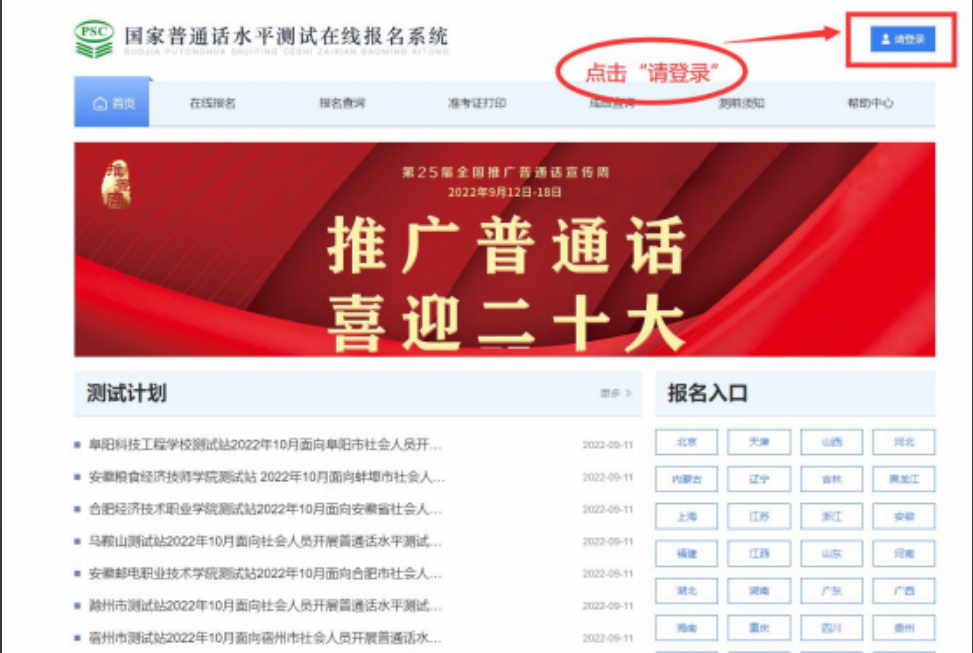 PSC
国家普通话水平测试在线报名系统
GUOJIA PUTONGHUA SHUIPING CESHI ZAIXIAN BAOMING XITONG
请登录
点击“请登录”
首页 在线报名 报名查询 准考证打印 成绩查询 测前须知 帮助中心
第25届全国推广普通话宣传周
2022年9月12日-18日
推广普通话
喜迎二十大
测试计划 更多
阜阳科技工程学校测试站2022年10月面向阜阳市社会人员开... 2022-09-11
安徽粮食经济技师学院测试站 2022年10月面向蚌埠市社会人... 2022-09-11
合肥经济技术职业学院测试站2022年10月面向安徽省社会人... 2022-09-11
马鞍山测试站2022年10月面向社会人员开展普通话水平测试... 2022-09-11
安徽邮电职业技术学院测试站2022年10月面向合肥市社会人... 2022-09-11
滁州市测试站2022年10月面向社会人员开展普通话水平测试... 2022-09-11
宿州市测试站2022年10月面向宿州市社会人员开展普通话水... 2022-09-11
报名入口
北京 天津 山西 河北
内蒙古 辽宁 吉林 黑龙江
上海 江苏 浙江 安徽
福建 江西 山东 河南
湖北 湖南 广东 广西
海南 重庆 四川 贵州